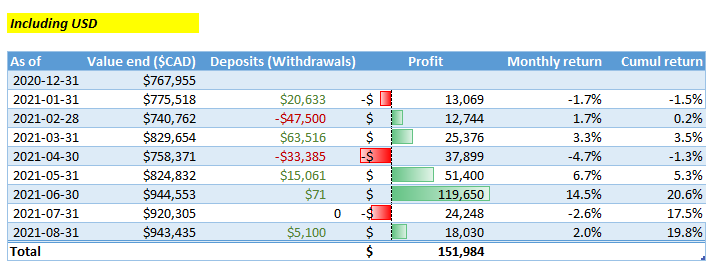 Including USD
As of Value end ($CAD) Deposits (Withdrawals) Profit Monthly return Cumul return
2020-12-31 $767,955
2021-01-31 $775,518 $20,633 -$ 13,069 -1.7% -1.5%
2021-02-28 $740,762 -$47,500 $ 12,744 1.7% 0.2%
2021-03-31 $829,654 $63,516 $ 25,376 3.3% 3.5%
2021-04-30 $758,371 -$33,385 -$ 37,899 -4.7% -1.3%
2021-05-31 $824,832 $15,061 $ 51,400 6.7% 5.3%
2021-06-30 $944,553 $71 $ 119,650 14.5% 20.6%
2021-07-31 $920,305 0 -$ 24,248 -2.6% 17.5%
2021-08-31 $943,435 $5,100 $ 18,030 2.0% 19.8%
Total $ 151,984